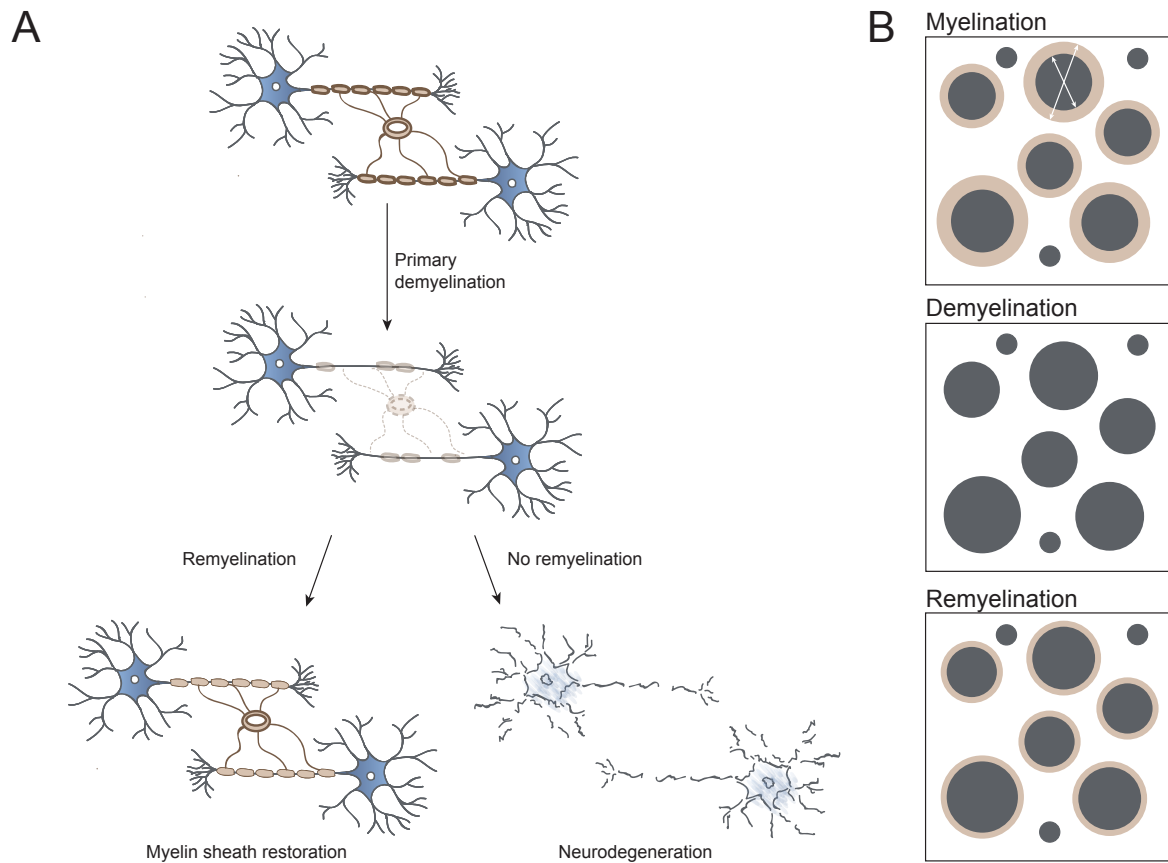 A
Primary
demyelination
Remyelination
No remyelination
Myelin sheath restoration
Neurodegeneration
B
Myelination
Demyelination
Remyelination